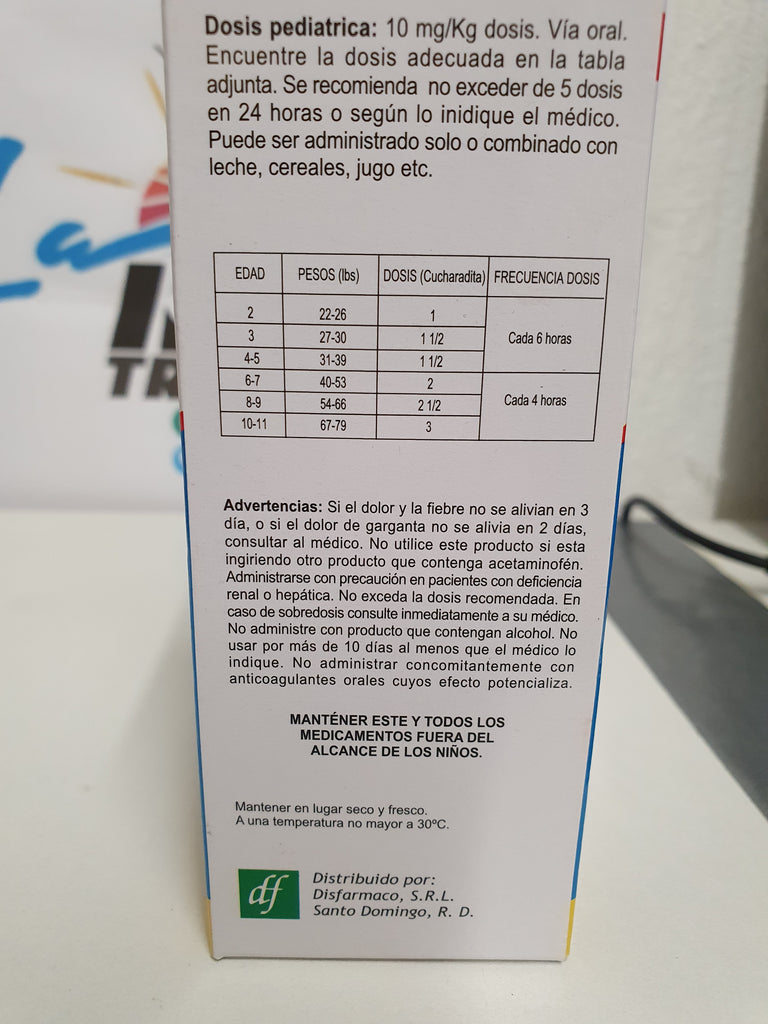 Dosis pediatrica: 10 mg/Kg dosis. Vía oral.
Encuentre la dosis adecuada en la tabla
adjunta. Se recomienda no exceder de 5 dosis
en 24 horas o según lo inidique el médico.
Puede ser administrado solo o combinado con
leche, cereales, jugo etc.
EDAD PESOS (lbs) DOSIS (Cucharadita) FRECUENCIA DOSIS
2 22-26 1
3 27-30 1 1/2 Cada 6 horas
4-5 31-39 1 1/2
6-7 40-53 2
8-9 54-66 2 1/2 Cada 4 horas
10-11 67-79 3
Advertencias: Si el dolor y la fiebre no se alivian en 3
día, o si el dolor de garganta no se alivia en 2 días,
consultar al médico. No utilice este producto si esta
ingiriendo otro producto que contenga acetaminofén.
Administrarse con precaución en pacientes con deficiencia
renal o hepática. No exceda la dosis recomendada. En
caso de sobredosis consulte inmediatamente a su médico.
No administre con producto que contengan alcohol. No
usar por más de 10 días al menos que el médico lo
indique. No administrar concomitantemente con
anticoagulantes orales cuyos efecto potencializa.
MANTÉNER ESTE Y TODOS LOS
MEDICAMENTOS FUERA DEL
ALCANCE DE LOS NIÑOS.
Mantener en lugar seco y fresco.
A una temperatura no mayor a 30ºC.
df
Distribuido por:
Disfarmaco, S.R.L.
Santo Domingo, R. D.
La
TR